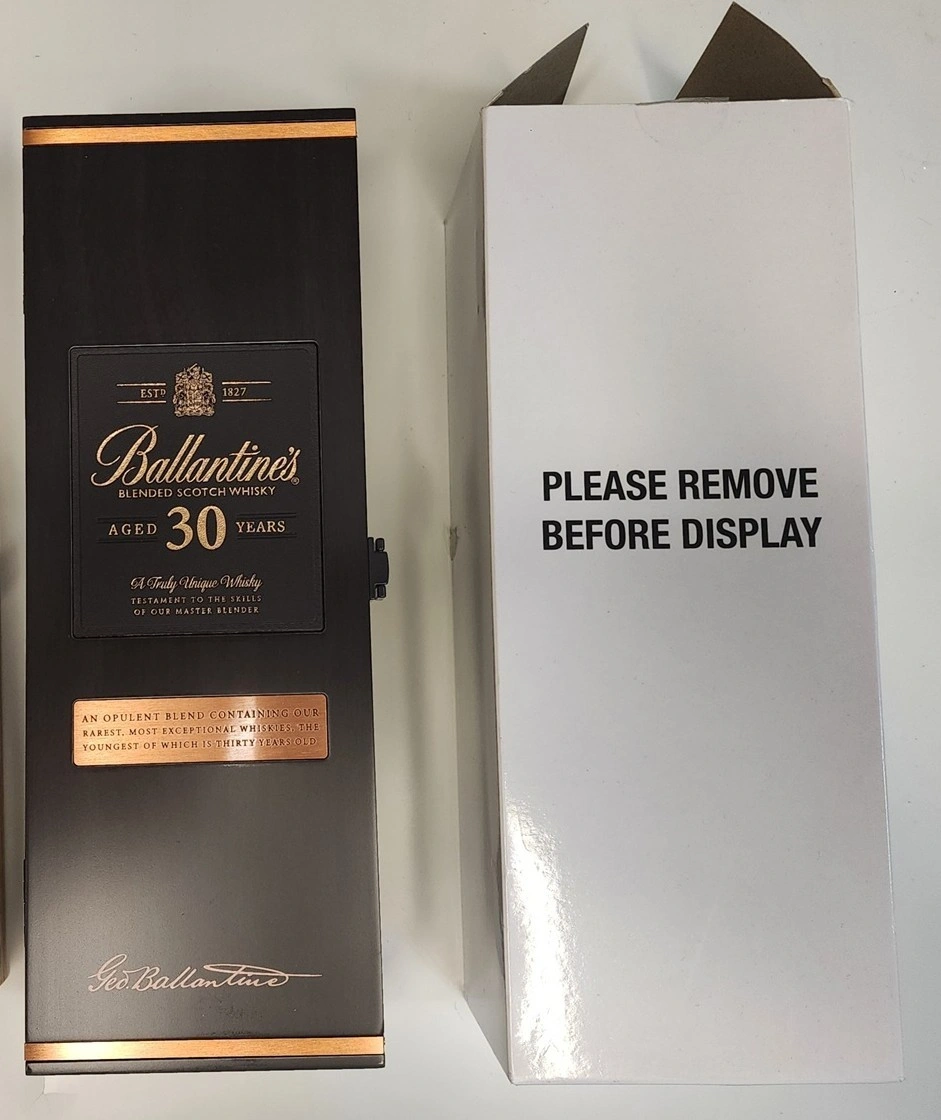 ESTD 1827
Ballantine's®
BLENDED SCOTCH WHISKY
AGED 30 YEARS
A Truly Unique Whisky
TESTAMENT TO THE SKILLS
OF OUR MASTER BLENDER
AN OPULENT BLEND CONTAINING OUR
RAREST, MOST EXCEPTIONAL WHISKIES, THE
YOUNGEST OF WHICH IS THIRTY YEARS OLD
Geo. Ballantine
PLEASE REMOVE
BEFORE DISPLAY